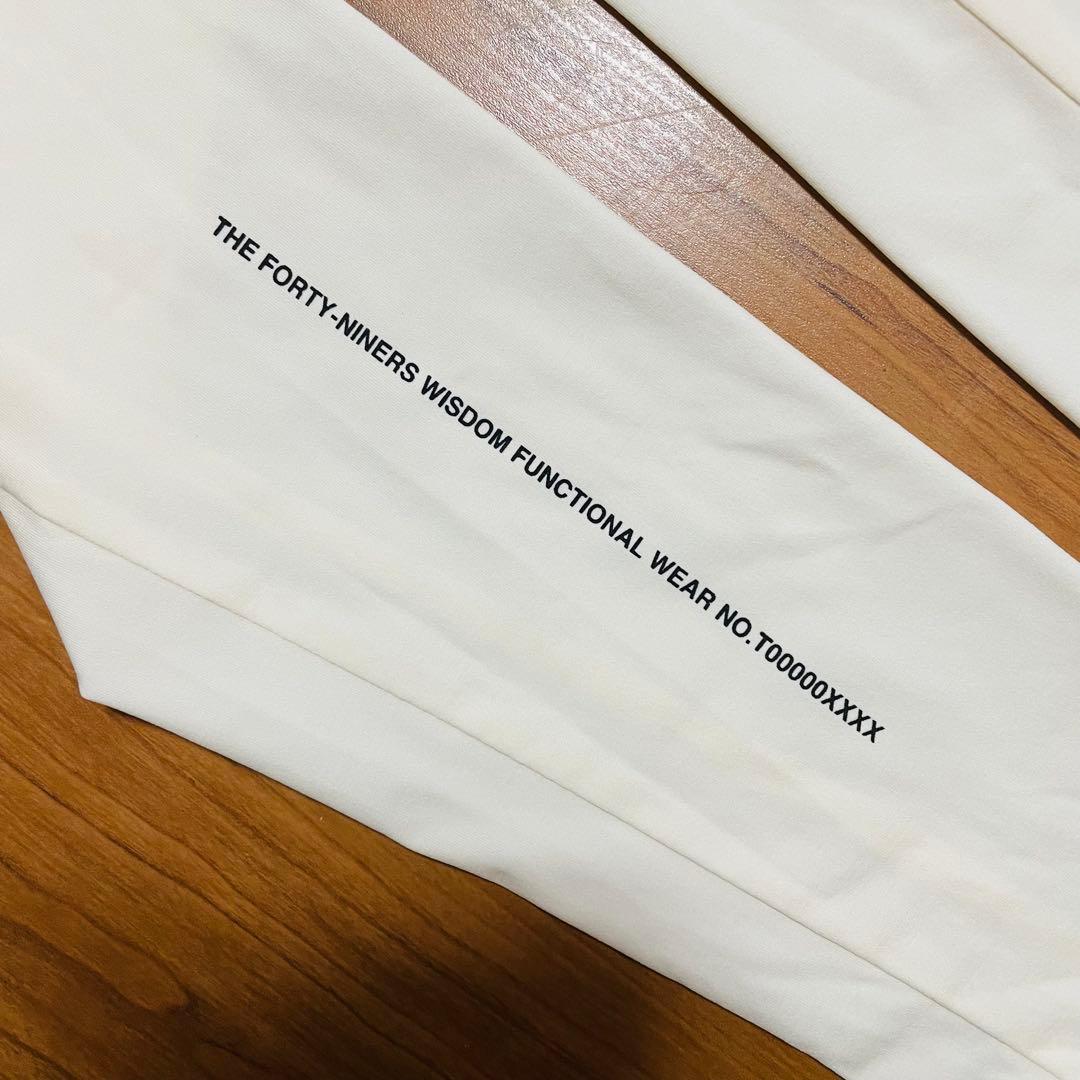 THE FORTY-NINERS WISDOM FUNCTIONAL WEAR NO.T00000XXXX